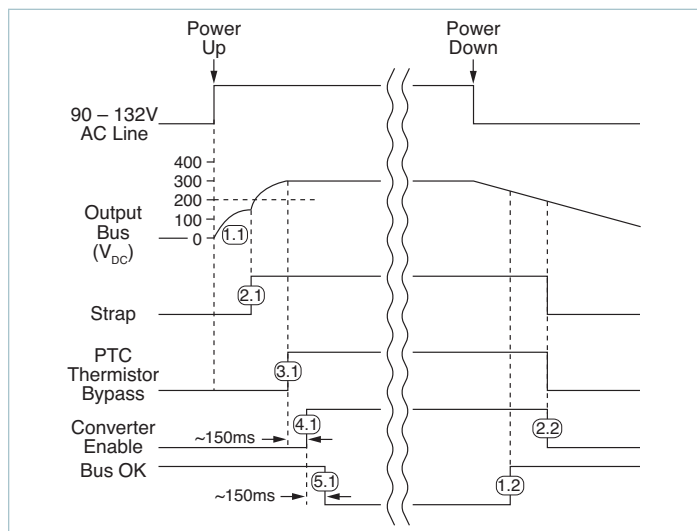 Power
Up
Power
Down
90 – 132V
AC Line
400
300
200
100
0
Output
Bus
(VDC)
1.1
2.1
Strap
PTC
Thermistor
Bypass
3.1
Converter
Enable
4.1
~150ms
2.2
Bus OK
5.1
1.2
~150ms